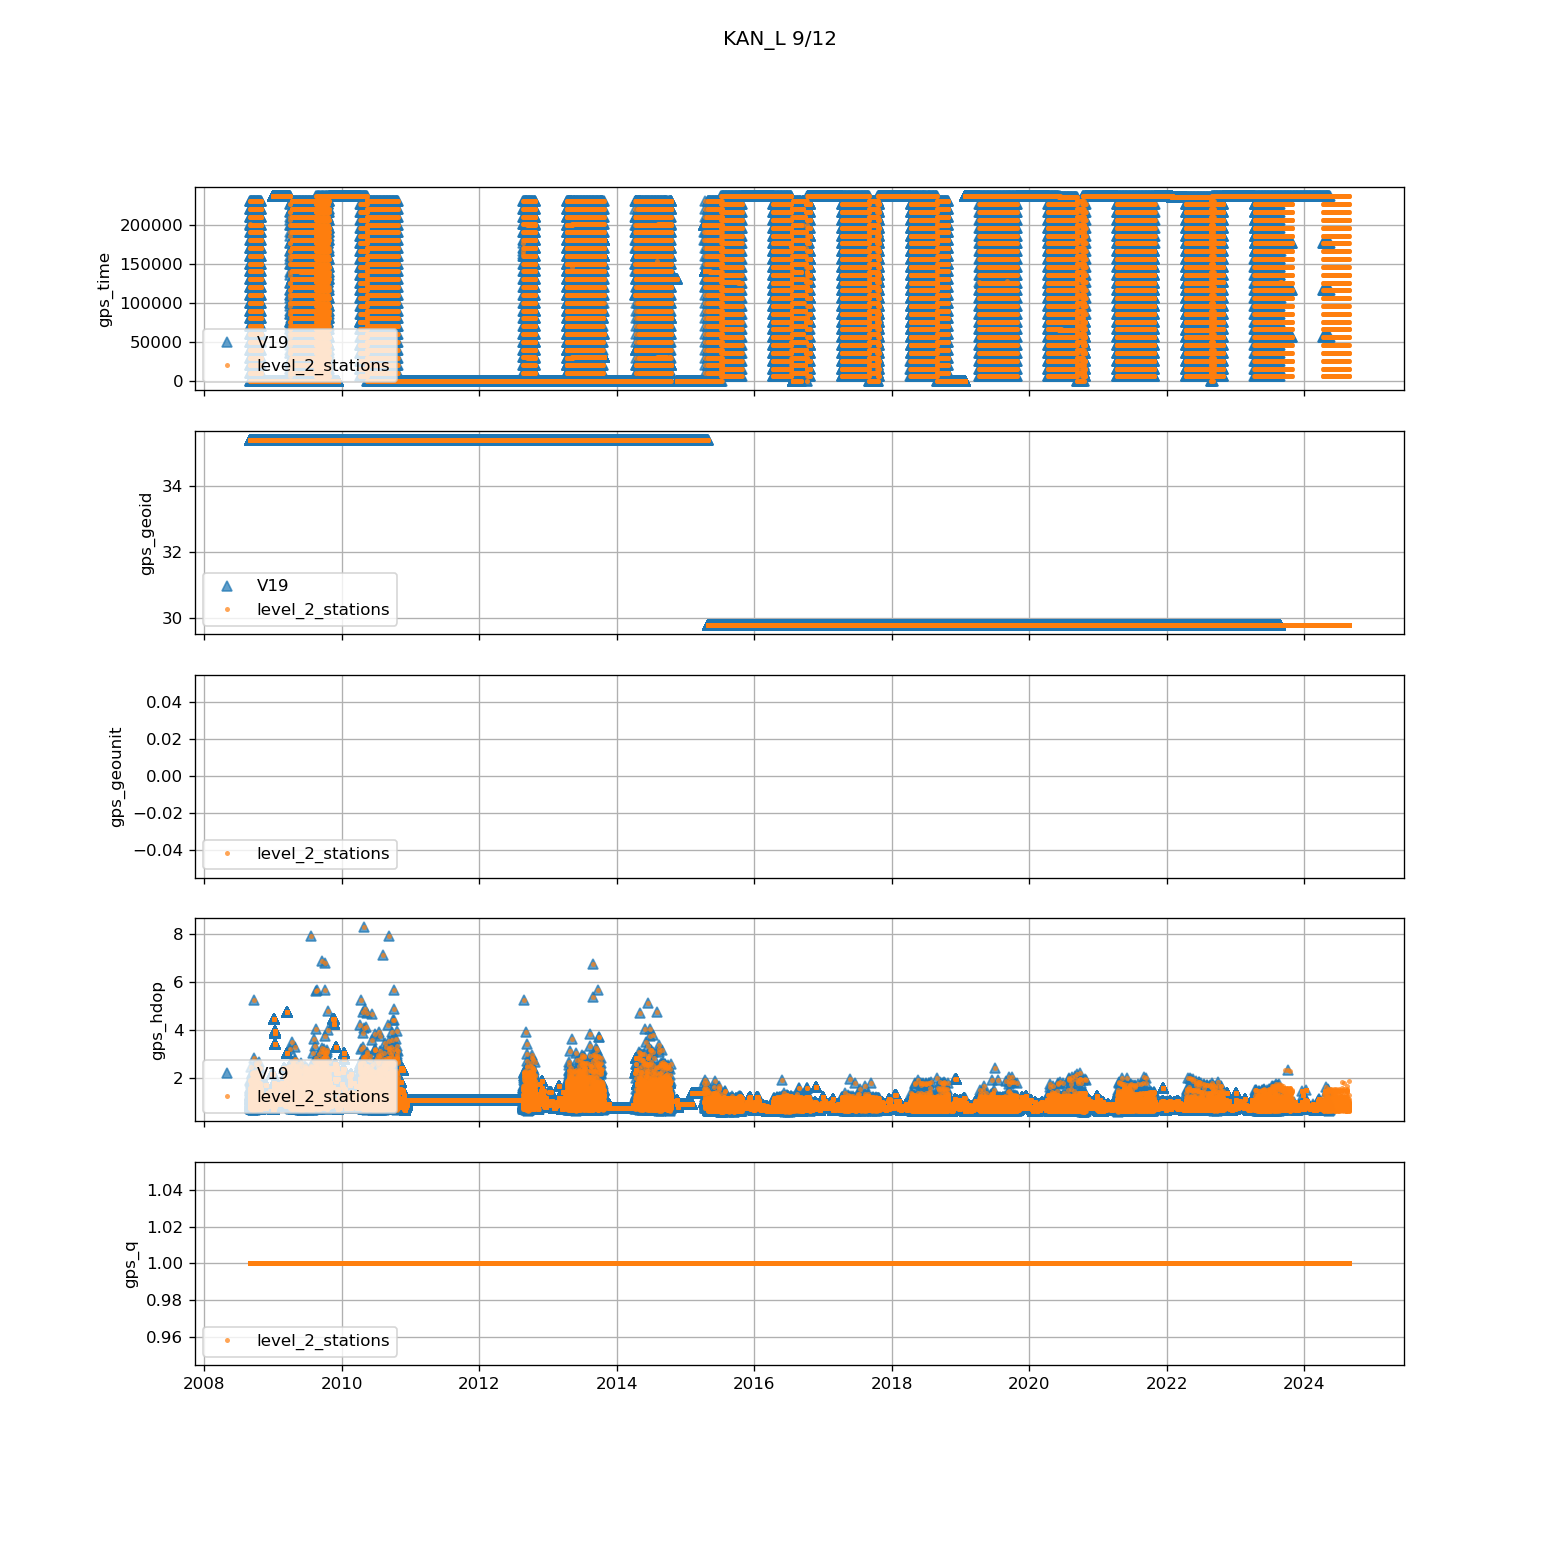 KAN_L 9/12
gps_time
200000
150000
100000
50000
0
V19
level_2_stations
gps_geoid
34
32
30
V19
level_2_stations
gps_geounit
0.04
0.02
0.00
−0.02
−0.04
level_2_stations
gps_hdop
8
6
4
2
V19
level_2_stations
gps_q
1.04
1.02
1.00
0.98
0.96
level_2_stations
2008 2010 2012 2014 2016 2018 2020 2022 2024